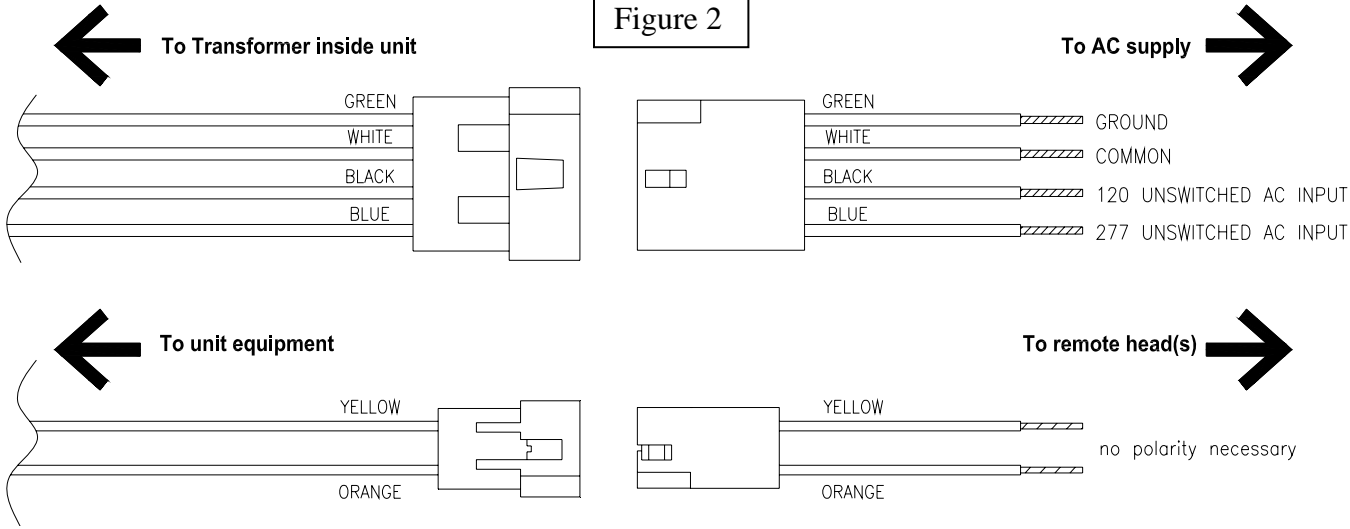 Figure 2
To Transformer inside unit
To AC supply
GREEN
GREEN
GROUND
WHITE
WHITE
COMMON
BLACK
BLACK
120 UNSWITCHED AC INPUT
BLUE
BLUE
277 UNSWITCHED AC INPUT
To unit equipment
To remote head(s)
YELLOW
YELLOW
no polarity necessary
ORANGE
ORANGE